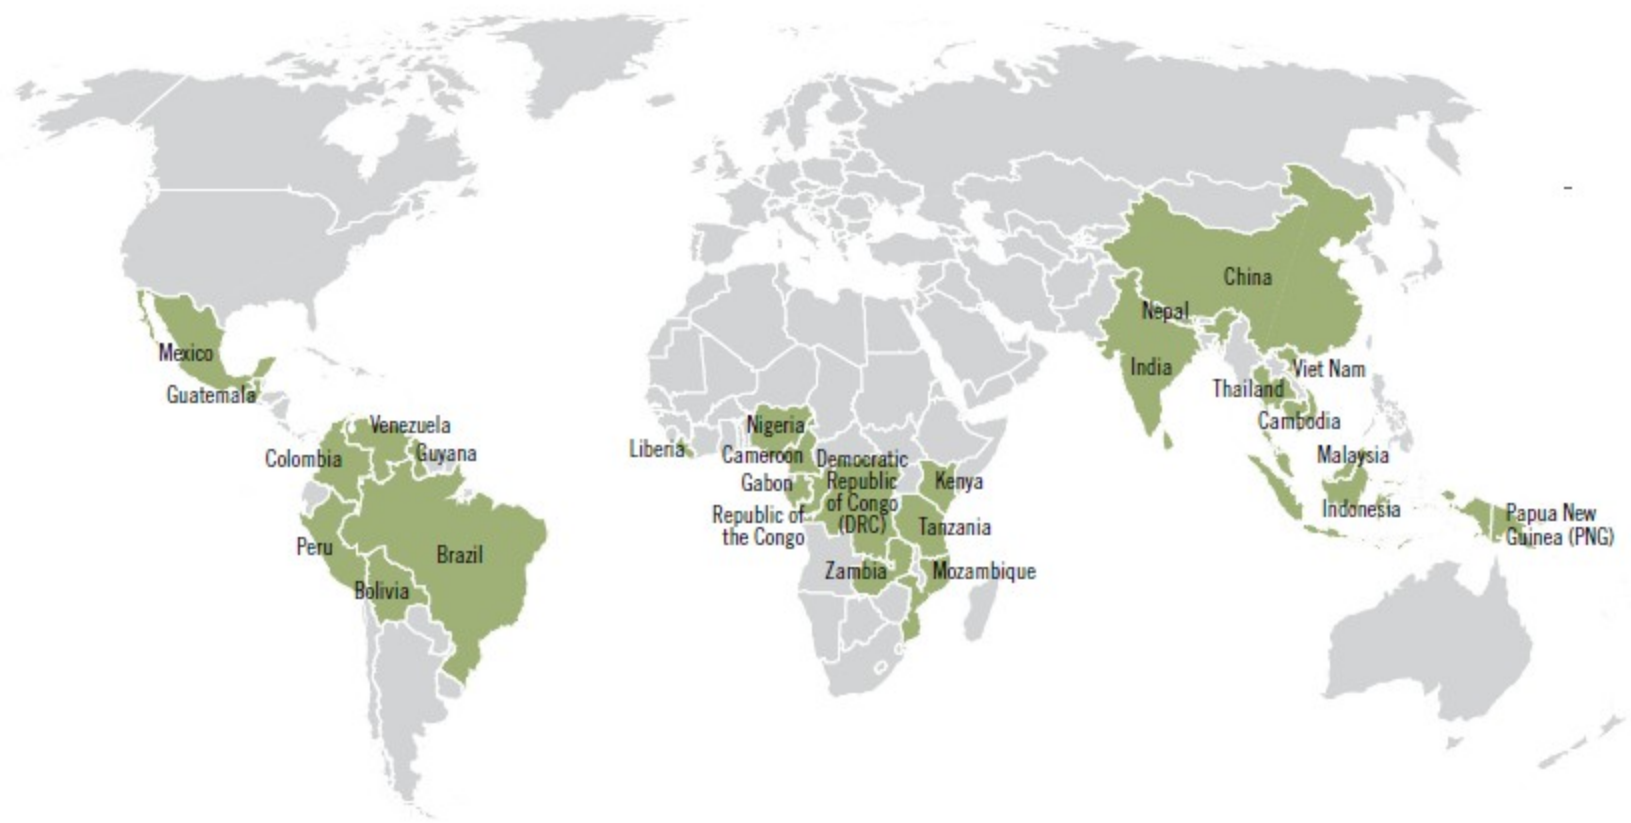 China
Nepal
Mexico
India
Viet Nam
Guatemala
Thailand
Cambodia
Venezuela
Nigeria
Liberia
Guyana
Colombia
Cameroon
Democratic
Republic
of Congo
(DRC)
Malaysia
Gabon
Kenya
Indonesia
Republic of
the Congo
Papua New
Guinea (PNG)
Tanzania
Peru
Brazil
Zambia
Mozambique
Bolivia